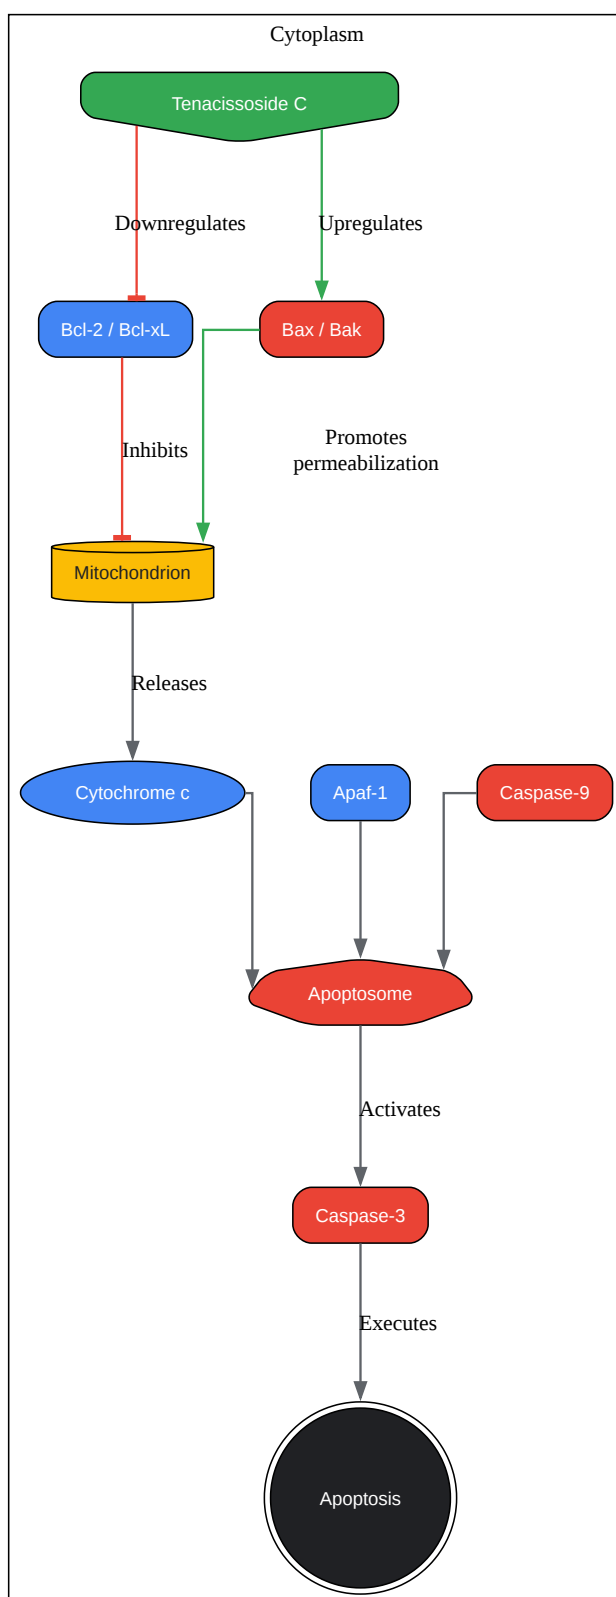 Cytoplasm
Tenacissoside C
Downregulates
Upregulates
Bcl-2 / Bcl-xL
Bax / Bak
Inhibits
Promotes
permeabilization
Mitochondrion
Releases
Cytochrome c
Apaf-1
Caspase-9
Apoptosome
Activates
Caspase-3
Executes
Apoptosis